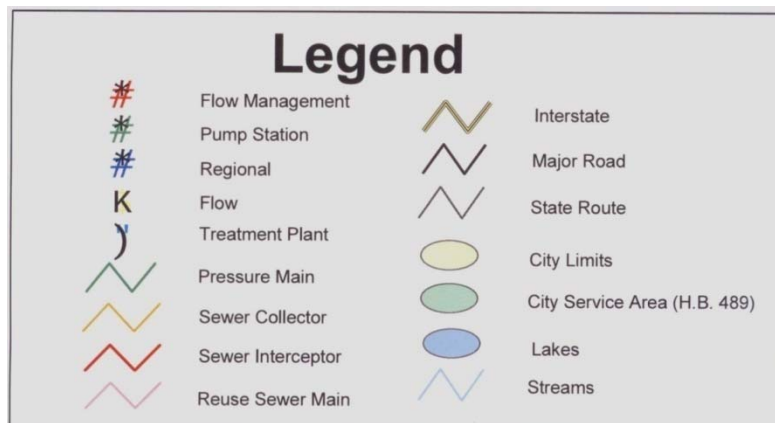 Legend
Flow Management
Pump Station
Regional
K Flow
Treatment Plant
Pressure Main
Sewer Collector
Sewer Interceptor
Reuse Sewer Main
Interstate
Major Road
State Route
City Limits
City Service Area (H.B. 489)
Lakes
Streams